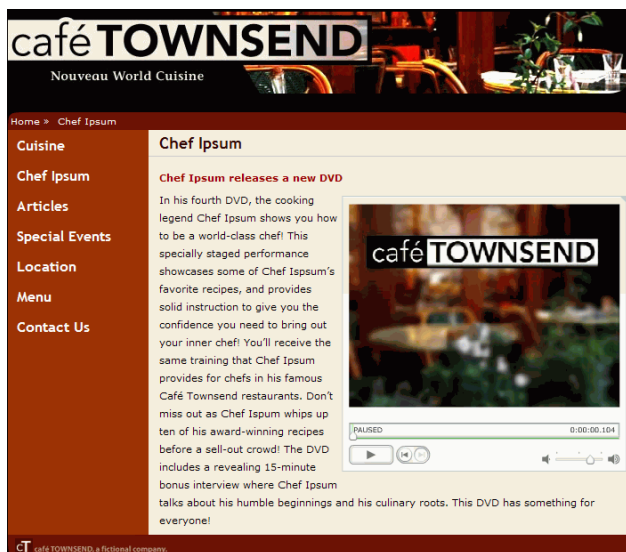 café TOWNSEND
Nouveau World Cuisine
Home » Chef Ipsum
Cuisine
Chef Ipsum
Articles
Special Events
Location
Menu
Contact Us
Chef Ipsum
Chef Ipsum releases a new DVD
In his fourth DVD, the cooking
legend Chef Ipsum shows you how
to be a world-class chef! This
specially staged performance
showcases some of Chef Ispsum's
favorite recipes, and provides
solid instruction to give you the
confidence you need to bring out
your inner chef! You'll receive the
same training that Chef Ipsum
provides for chefs in his famous
Café Townsend restaurants. Don't
miss out as Chef Ispum whips up
ten of his award-winning recipes
before a sell-out crowd! The DVD
includes a revealing 15-minute
bonus interview where Chef Ipsum
talks about his humble beginnings and his culinary roots. This DVD has something for
everyone!
café TOWNSEND
PAUSED 0:00:00.104
cT café TOWNSEND, a fictional company.